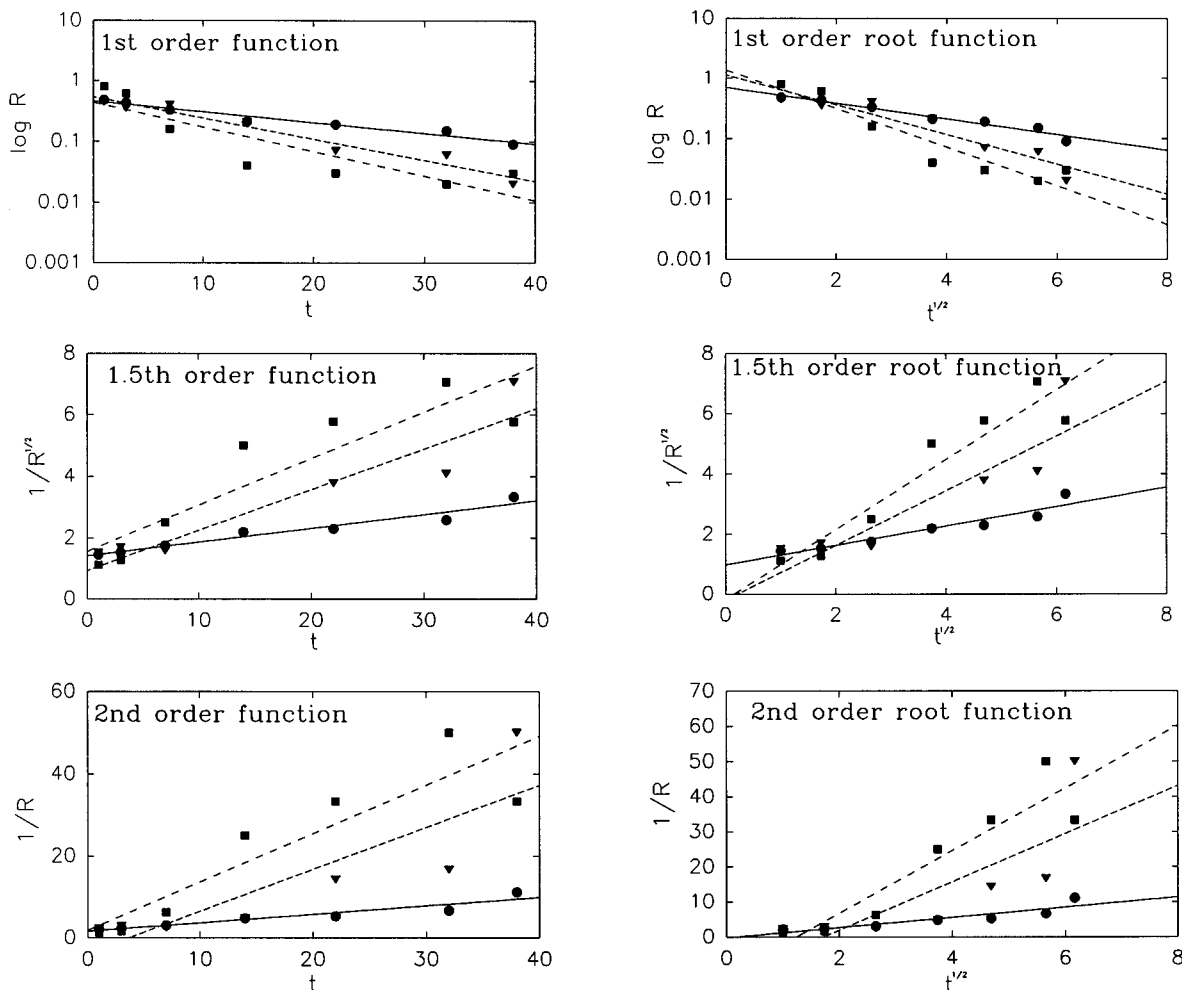 1st order function
10
1
0.1
0.01
0.001
log R
0 10 20 30 40
t
1st order root function
10
1
0.1
0.01
0.001
log R
0 2 4 6 8
t^1/2
1.5th order function
8
6
4
2
0
1/R^1/2
0 10 20 30 40
t
1.5th order root function
8
6
4
2
0
1/R^1/2
0 2 4 6 8
t^1/2
2nd order function
60
40
20
0
1/R
0 10 20 30 40
t
2nd order root function
70
60
50
40
30
20
10
0
1/R
0 2 4 6 8
t^1/2